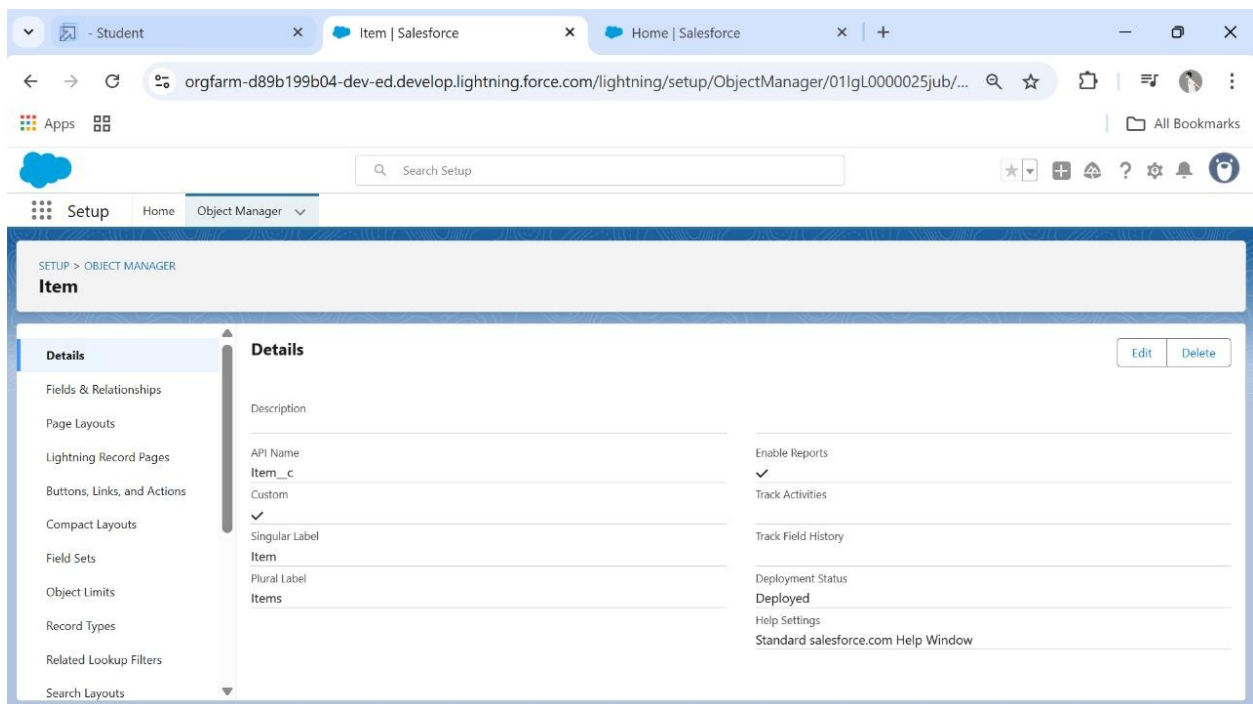 - Student
Item | Salesforce
Home | Salesforce
orgfarm-d89b199b04-dev-ed.develop.lightning.force.com/lightning/setup/ObjectManager/01IgL0000025jub/...
Apps
All Bookmarks
Search Setup
Setup
Home
Object Manager
SETUP > OBJECT MANAGER
Item
Details
Fields & Relationships
Page Layouts
Lightning Record Pages
Buttons, Links, and Actions
Compact Layouts
Field Sets
Object Limits
Record Types
Related Lookup Filters
Search Layouts
Details
Edit
Delete
Description
API Name
Item__c
Custom
Singular Label
Item
Plural Label
Items
Enable Reports
Track Activities
Track Field History
Deployment Status
Deployed
Help Settings
Standard salesforce.com Help Window